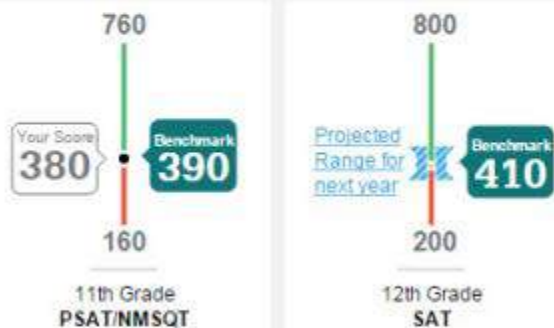 760
Your Score
380
Benchmark
390
160
11th Grade
PSAT/NMSQT
800
Projected
Range for
next year
Benchmark
410
200
12th Grade
SAT